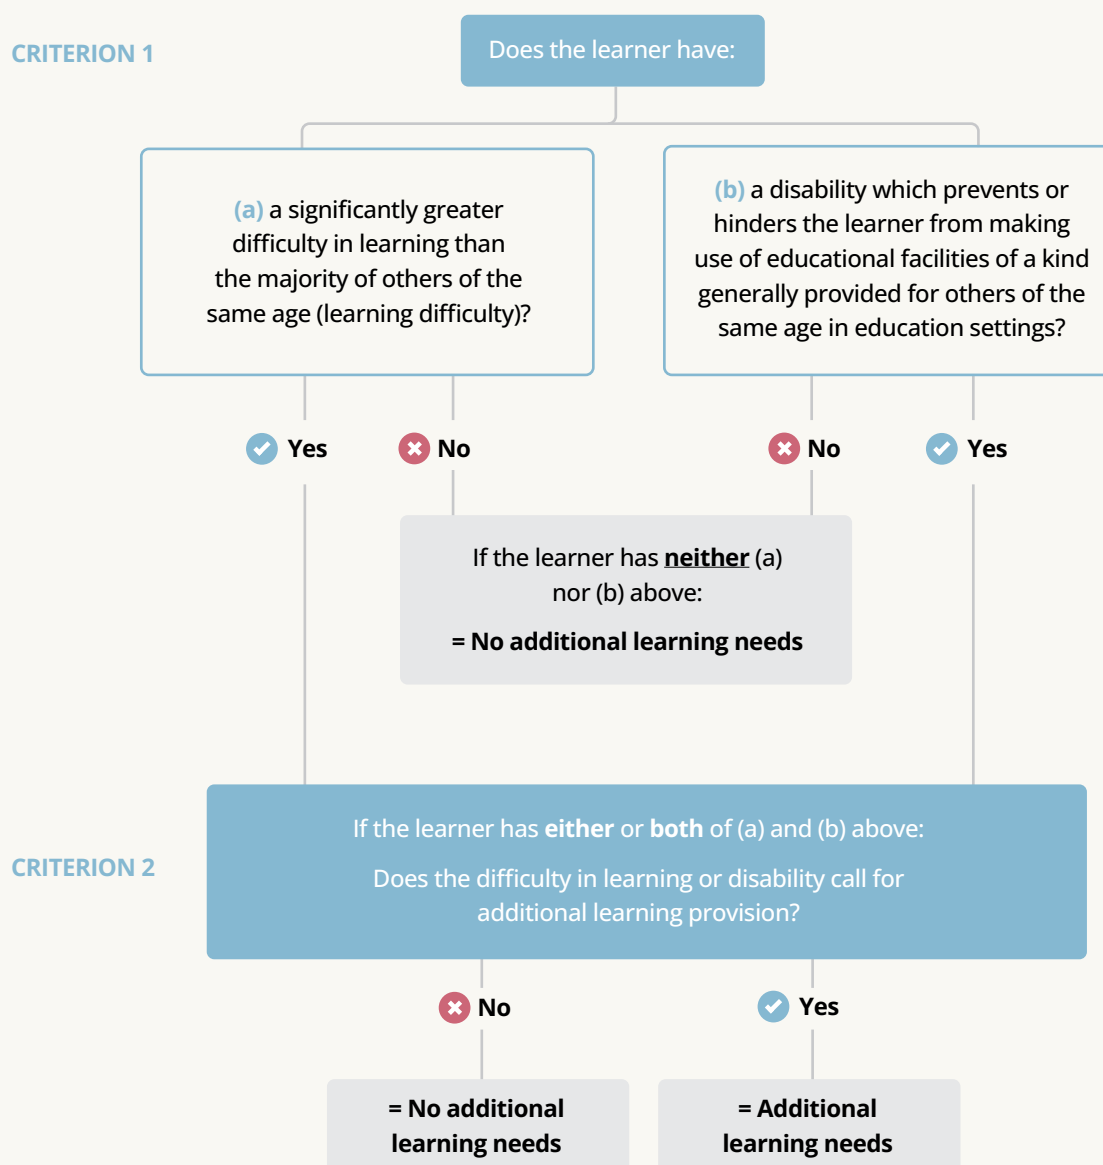 CRITERION 1
Does the learner have:
(a) a significantly greater
difficulty in learning than
the majority of others of the
same age (learning difficulty)?
(b) a disability which prevents or
hinders the learner from making
use of educational facilities of a kind
generally provided for others of the
same age in education settings?
Yes
No
No
Yes
If the learner has neither (a)
nor (b) above:
= No additional learning needs
CRITERION 2
If the learner has either or both of (a) and (b) above:
Does the difficulty in learning or disability call for
additional learning provision?
No
Yes
= No additional
learning needs
= Additional
learning needs